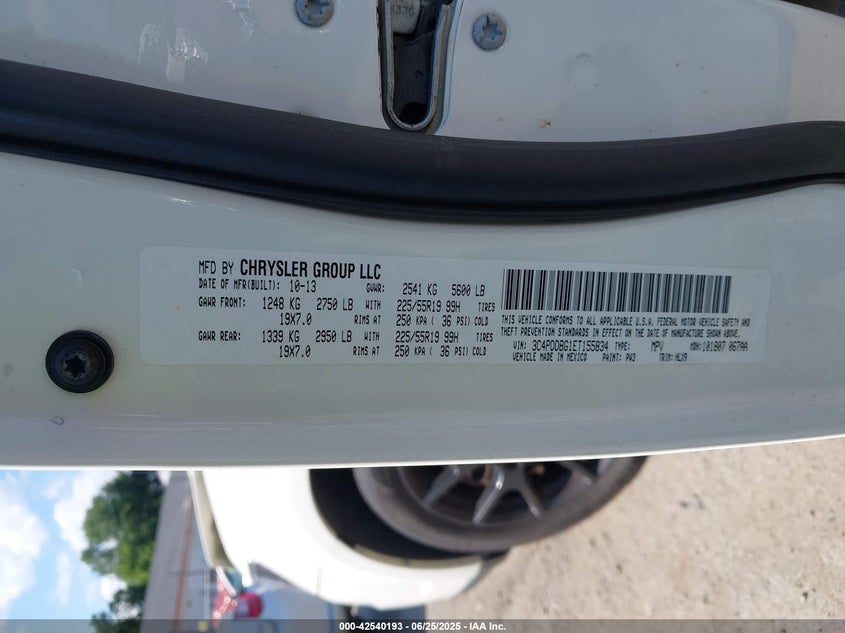 MFD BY CHRYSLER GROUP LLC
DATE OF MFR(BUILT): 10-13 GVWR: 2541 KG 5600 LB
GAWR FRONT: 1248 KG 2750 LB WITH 225/55R19 99H TIRES
19X7.0 RIMS AT 250 KPA ( 36 PSI) COLD
GAWR REAR: 1339 KG 2950 LB WITH 225/55R19 99H TIRES
19X7.0 RIMS AT 250 KPA ( 36 PSI) COLD
THIS VEHICLE CONFORMS TO ALL APPLICABLE U.S.A. FEDERAL MOTOR VEHICLE SAFETY AND
THEFT PREVENTION STANDARDS IN EFFECT ON THE DATE OF MANUFACTURE SHOWN ABOVE.
VIN: 3C4PDDBG1ET155834 TYPE: MPV MDH: 101907 067AA
VEHICLE MADE IN MEXICO PAINT: PW3 TRIM: HLX9
000-42540193 - 06/25/2025 - IAA Inc.